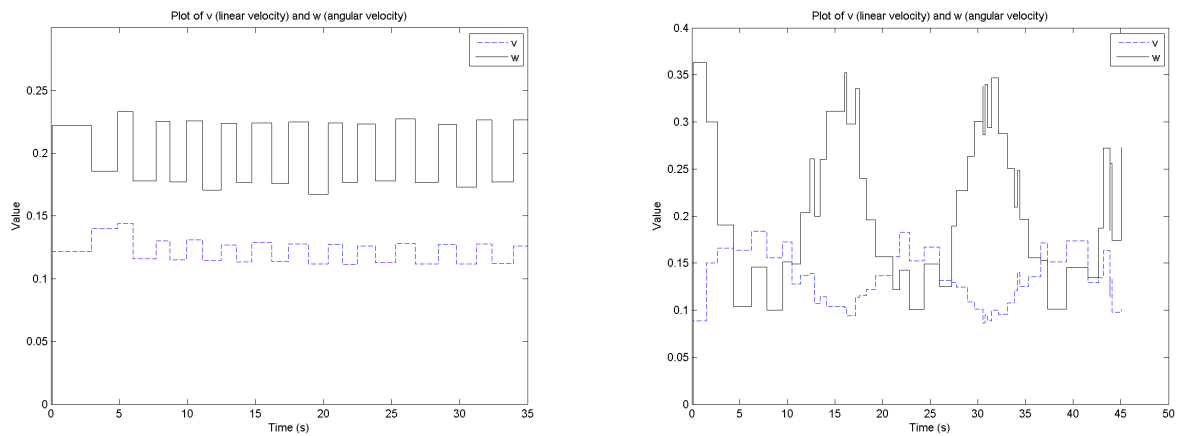 Plot of v (linear velocity) and w (angular velocity)
v
w
0.25
0.2
0.15
0.1
0.05
0
Value
0 5 10 15 20 25 30 35
Time (s)
Plot of v (linear velocity) and w (angular velocity)
v
w
0.4
0.35
0.3
0.25
0.2
0.15
0.1
0.05
0
Value
0 5 10 15 20 25 30 35 40 45 50
Time (s)